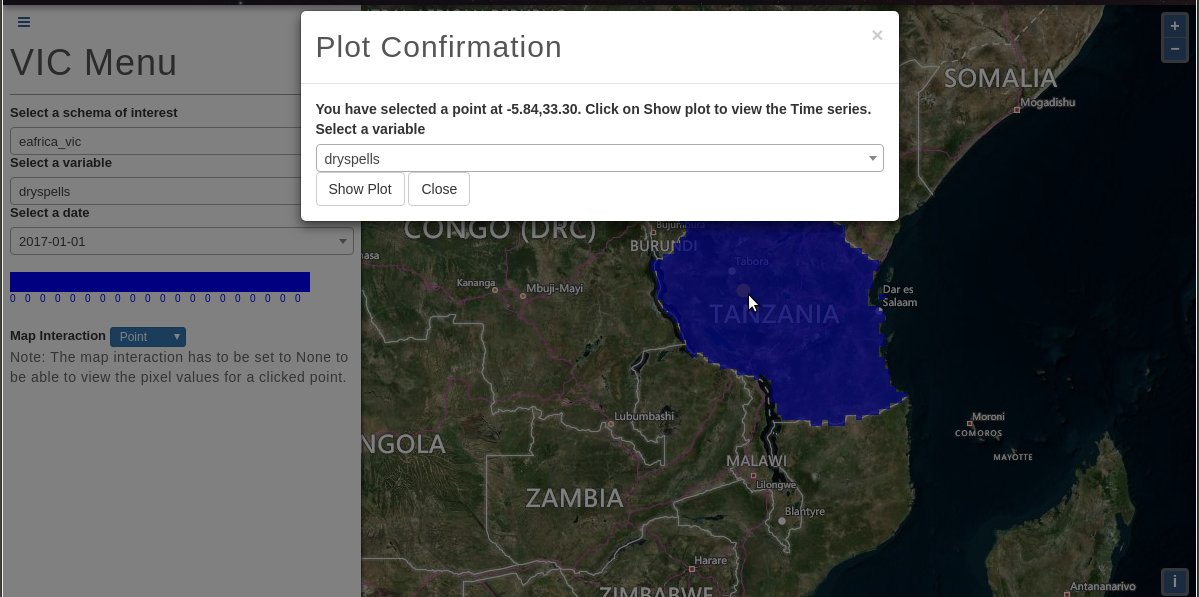 ☰
VIC Menu
Select a schema of interest
eafrica_vic
Select a variable
dryspells
Select a date
2017-01-01
0 0 0 0 0 0 0 0 0 0 0 0 0 0 0 0 0 0 0 0
Map Interaction Point
Note: The map interaction has to be set to None to
be able to view the pixel values for a clicked point.
Plot Confirmation
×
You have selected a point at -5.84,33.30. Click on Show plot to view the Time series.
Select a variable
dryspells
Show Plot Close
+
−
SOMALIA
Mogadishu
CONGO (DRC)
Bujumbura
BURUNDI
asa
Kananga
Mbuji-Mayi
Tabora
TANZANIA
Dar es
Salaam
Lubumbashi
NGOLA
Moroni
COMOROS
MAYOTTE
MALAWI
Lilongwe
ZAMBIA
Blantyre
Harare
ZIMBABWE
Antananarivo
i